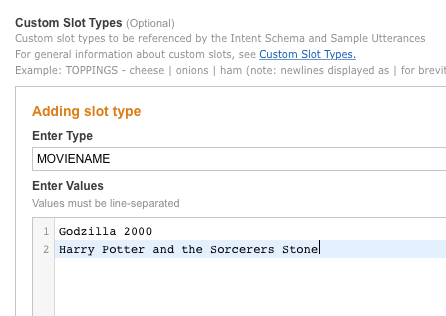 Custom Slot Types (Optional)
Custom slot types to be referenced by the Intent Schema and Sample Utterances
For general information about custom slots, see Custom Slot Types.
Example: TOPPINGS - cheese | onions | ham (note: newlines displayed as | for brevit
Adding slot type
Enter Type
MOVIENAME
Enter Values
Values must be line-separated
1 Godzilla 2000
2 Harry Potter and the Sorcerers Stone